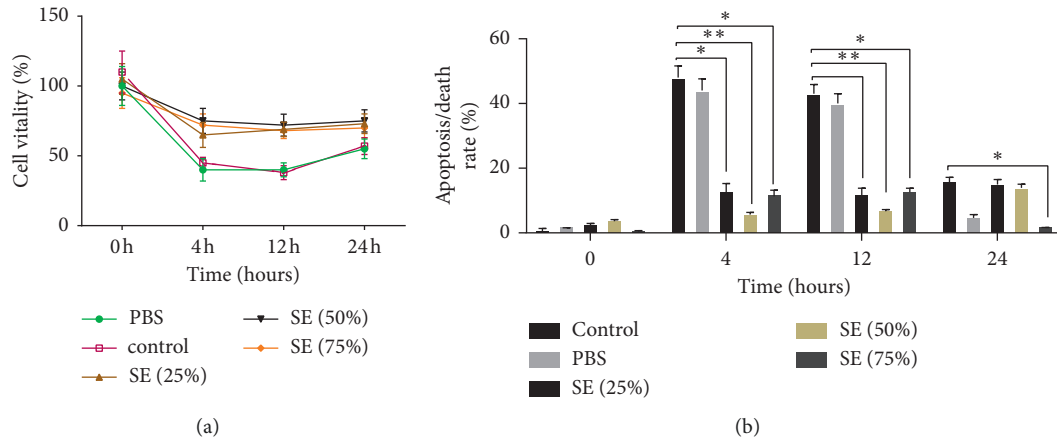 150
100
50
0
Cell vitality (%)
0 h
4 h
12 h
24 h
Time (hours)
PBS
control
SE (25%)
SE (50%)
SE (75%)
(a)
60
40
20
0
Apoptosis/death
rate (%)
*
**
*
*
**
*
0
4
12
24
Time (hours)
Control
PBS
SE (25%)
SE (50%)
SE (75%)
(b)